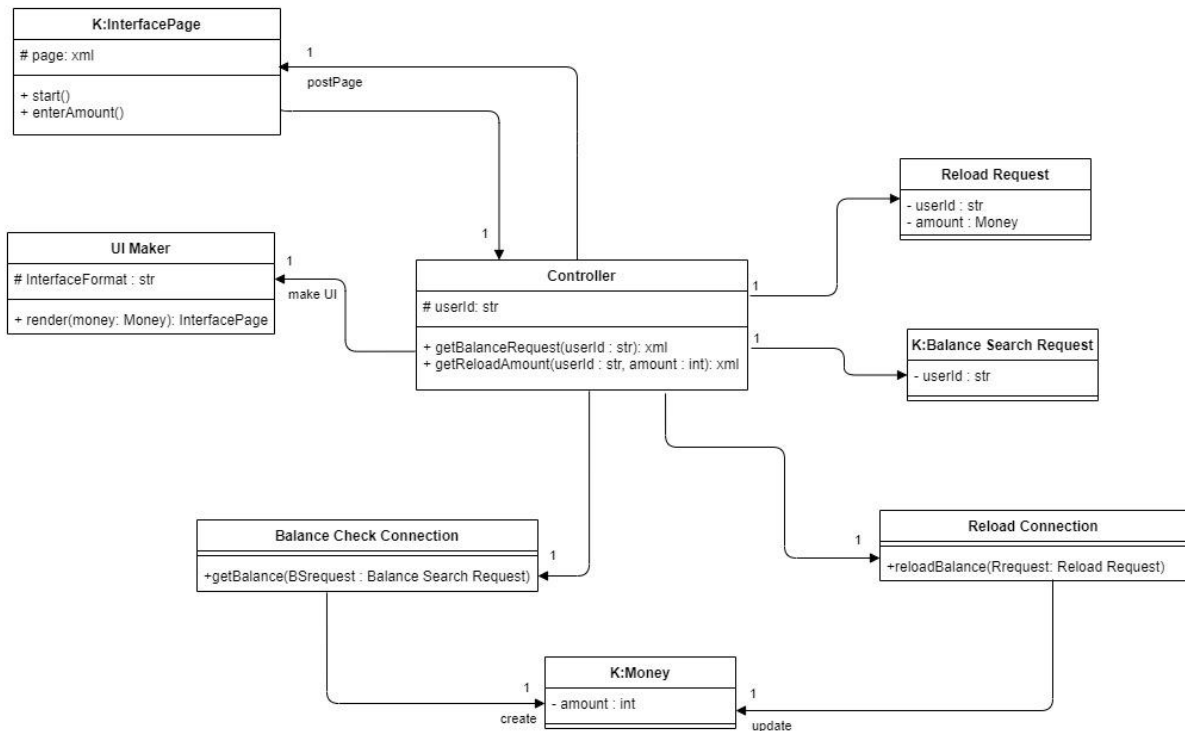 K:InterfacePage
# page: xml
+ start()
+ enterAmount()
1
postPage
1
Reload Request
- userId : str
- amount : Money
UI Maker
# InterfaceFormat : str
+ render(money: Money): InterfacePage
1
make UI
Controller
# userId: str
+ getBalanceRequest(userId : str): xml
+ getReloadAmount(userId : str, amount : int): xml
1
1
K:Balance Search Request
- userId : str
Balance Check Connection
+getBalance(BSrequest : Balance Search Request)
1
Reload Connection
+reloadBalance(Rrequest: Reload Request)
1
K:Money
- amount : int
1
create
1
update